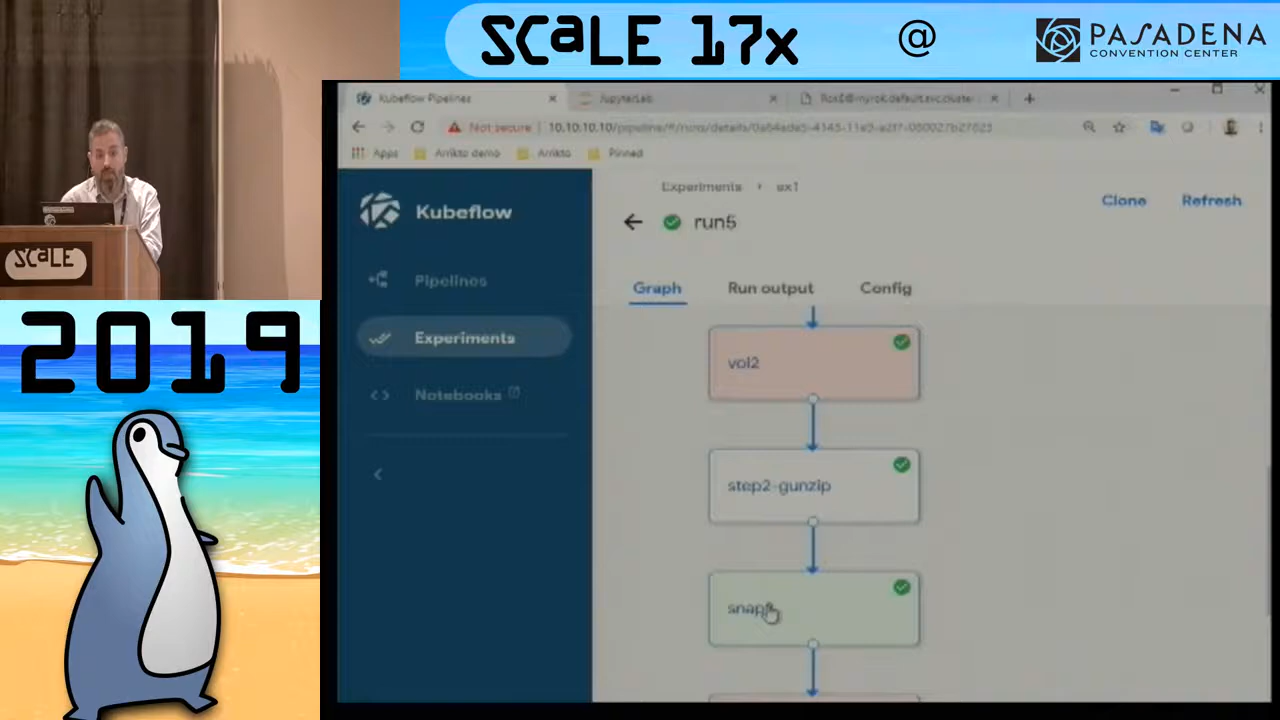 SCaLE 17x @ PASADENA
CONVENTION CENTER
Kubeflow Pipelines
JupyterLab
Not secure
Apps Arrikto demo Arrikto Pinned
Kubeflow
Experiments > ex1
Clone Refresh
run5
Pipelines
Graph Run output Config
Experiments
Notebooks
vol2
step2-gunzip
SCaLE
2019